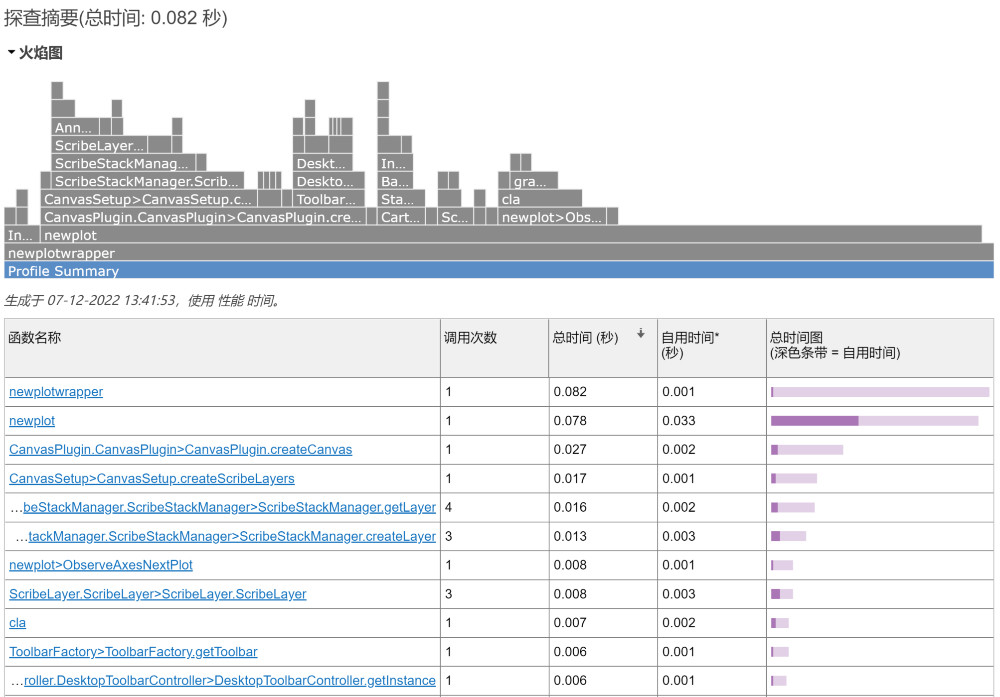 探查摘要(总时间: 0.082 秒)
火焰图
Ann...
ScribeLayer...
ScribeStackManag... Deskt... In...
ScribeStackManager.Scrib... Deskto... Ba... gra...
CanvasSetup>CanvasSetup.c... Toolbar... Sta... cla
CanvasPlugin.CanvasPlugin>CanvasPlugin.cre... Cart... Sc... newplot>Obs...
In... newplot
newplotwrapper
Profile Summary
生成于 07-12-2022 13:41:53，使用 性能 时间。
函数名称 调用次数 总时间 (秒) 自用时间* 总时间图
(秒) (深色条带 = 自用时间)
newplotwrapper 1 0.082 0.001
newplot 1 0.078 0.033
CanvasPlugin.CanvasPlugin>CanvasPlugin.createCanvas 1 0.027 0.002
CanvasSetup>CanvasSetup.createScribeLayers 1 0.017 0.001
...beStackManager.ScribeStackManager>ScribeStackManager.getLayer 4 0.016 0.002
...tackManager.ScribeStackManager>ScribeStackManager.createLayer 3 0.013 0.003
newplot>ObserveAxesNextPlot 1 0.008 0.001
ScribeLayer.ScribeLayer>ScribeLayer.ScribeLayer 3 0.008 0.003
cla 1 0.007 0.002
ToolbarFactory>ToolbarFactory.getToolbar 1 0.006 0.001
...roller.DesktopToolbarController>DesktopToolbarController.getInstance 1 0.006 0.001